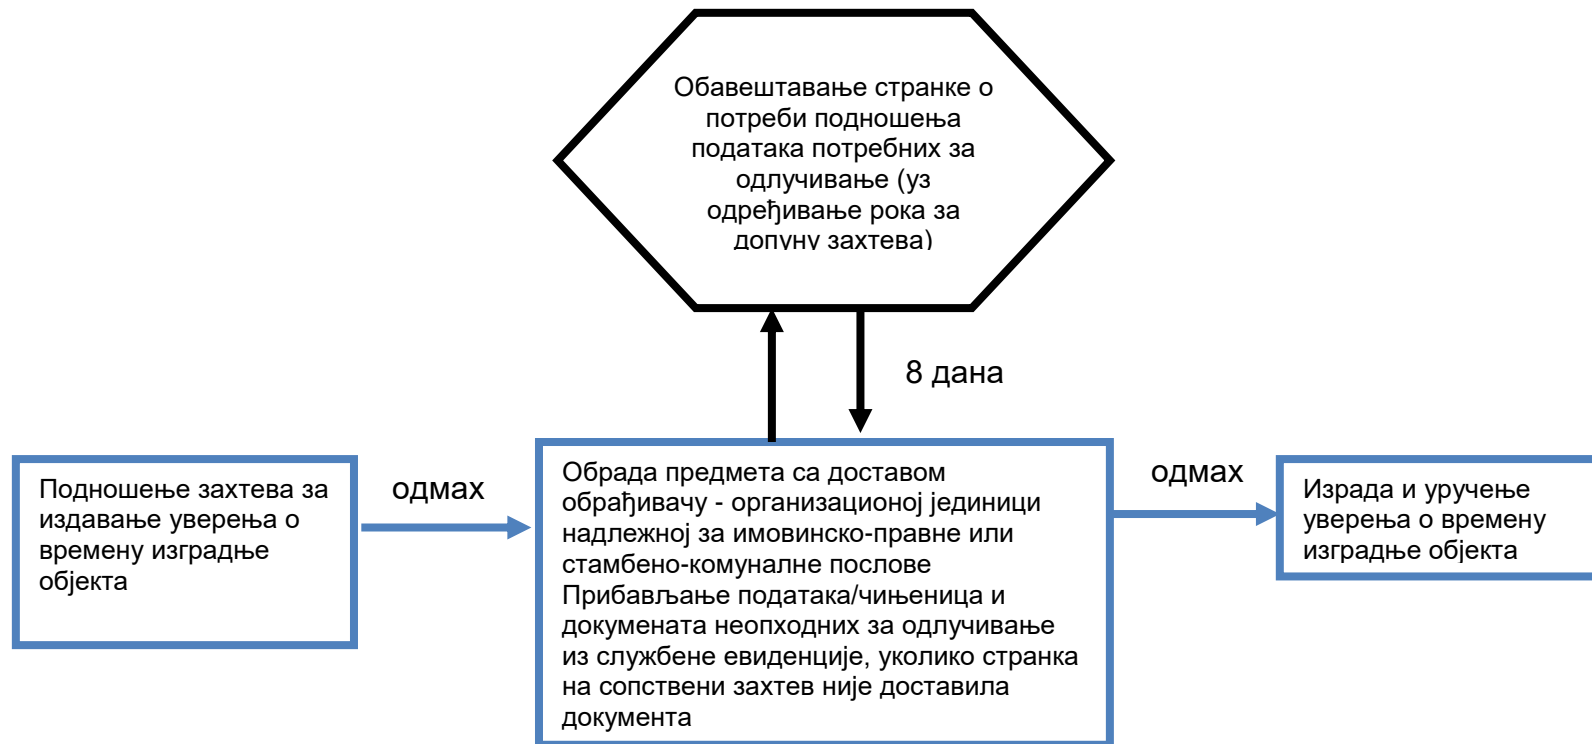 Обавештавање странке о
потреби подношења
података потребних за
одлучивање (уз
одређивање рока за
допуну захтева)
8 дана
Подношење захтева за
издавање уверења о
времену изградње
објекта
одмах
Обрада предмета са доставом
обрађивачу - организационој јединици
надлежној за имовинско-правне или
стамбено-комуналне послове
Прибављање података/чињеница и
докумената неопходних за одлучивање
из службене евиденције, уколико странка
на сопствени захтев није доставила
документа
одмах
Израда и уручење
уверења о времену
изградње објекта